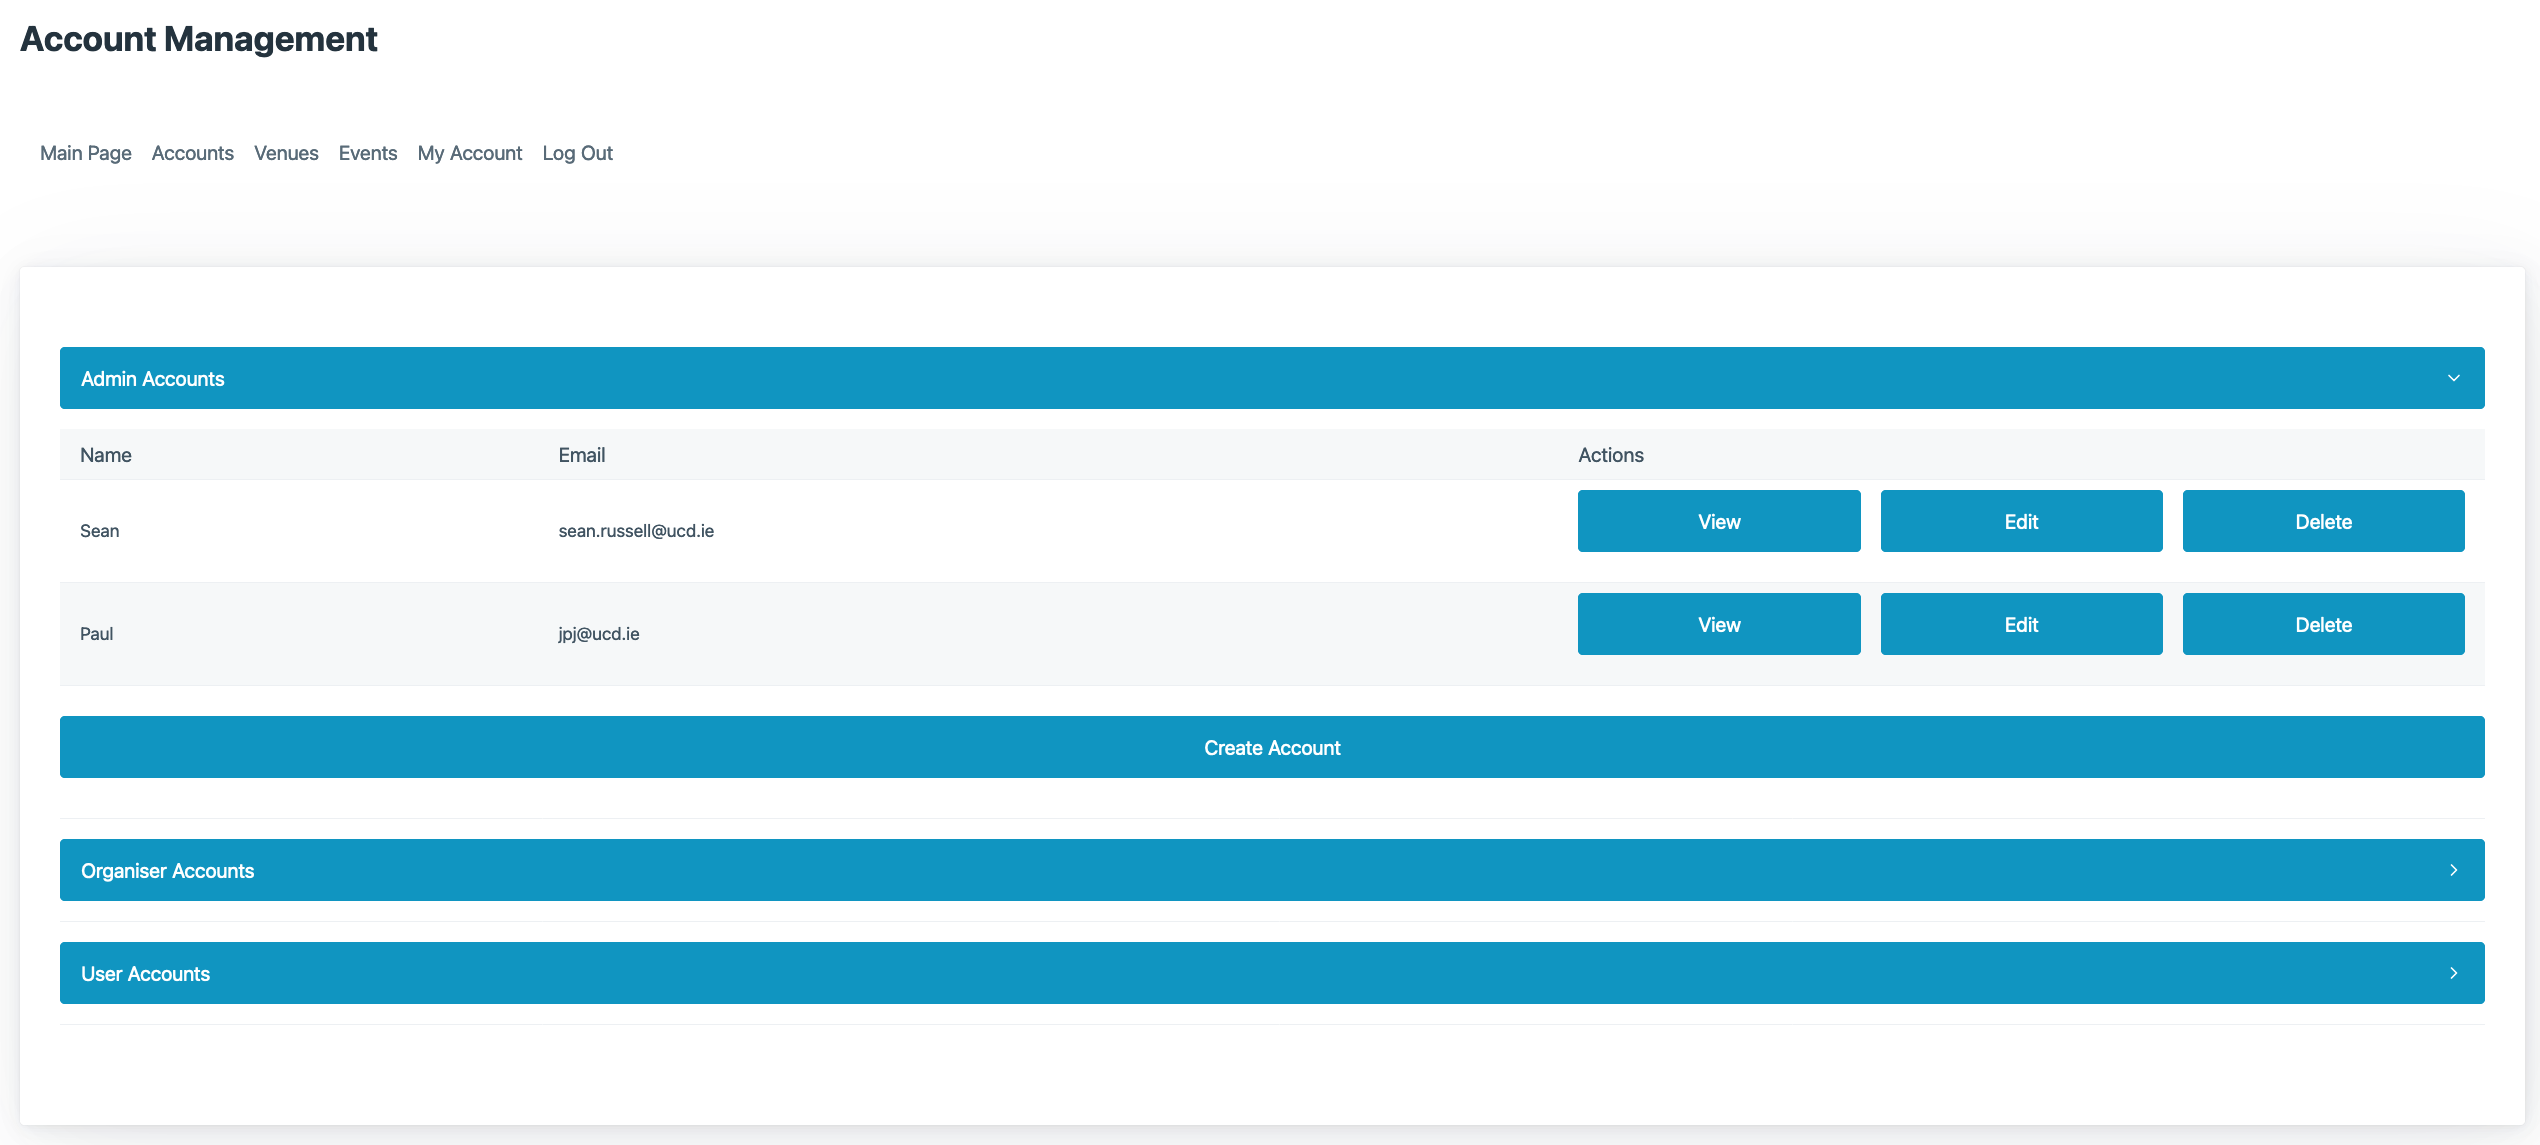 Account Management
Main Page Accounts Venues Events My Account Log Out
Admin Accounts
Name Email Actions
Sean sean.russell@ucd.ie View Edit Delete
Paul jpj@ucd.ie View Edit Delete
Create Account
Organiser Accounts
User Accounts